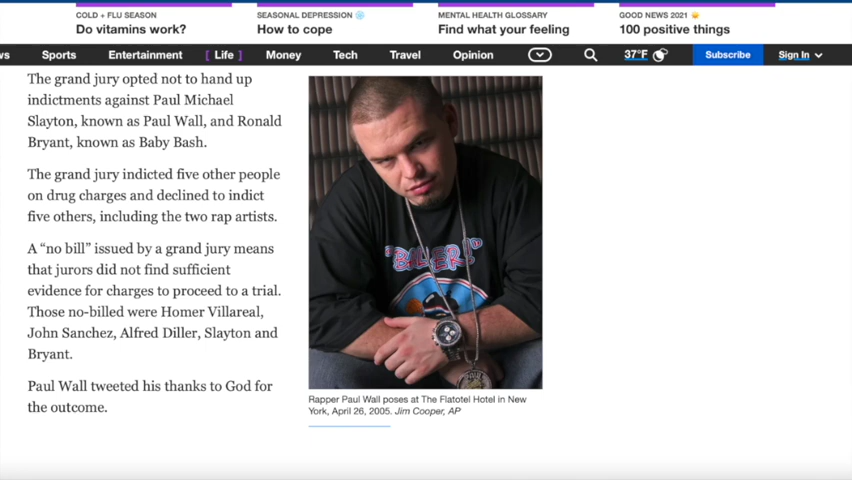 COLD + FLU SEASON
Do vitamins work?
SEASONAL DEPRESSION
How to cope
MENTAL HEALTH GLOSSARY
Find what your feeling
GOOD NEWS 2021
100 positive things
ws Sports Entertainment [ Life ] Money Tech Travel Opinion 37°F Subscribe Sign In
The grand jury opted not to hand up
indictments against Paul Michael
Slayton, known as Paul Wall, and Ronald
Bryant, known as Baby Bash.
The grand jury indicted five other people
on drug charges and declined to indict
five others, including the two rap artists.
A “no bill” issued by a grand jury means
that jurors did not find sufficient
evidence for charges to proceed to a trial.
Those no-billed were Homer Villareal,
John Sanchez, Alfred Diller, Slayton and
Bryant.
Paul Wall tweeted his thanks to God for
the outcome.
"BALLER!"
Rapper Paul Wall poses at The Flatotel Hotel in New
York, April 26, 2005. Jim Cooper, AP